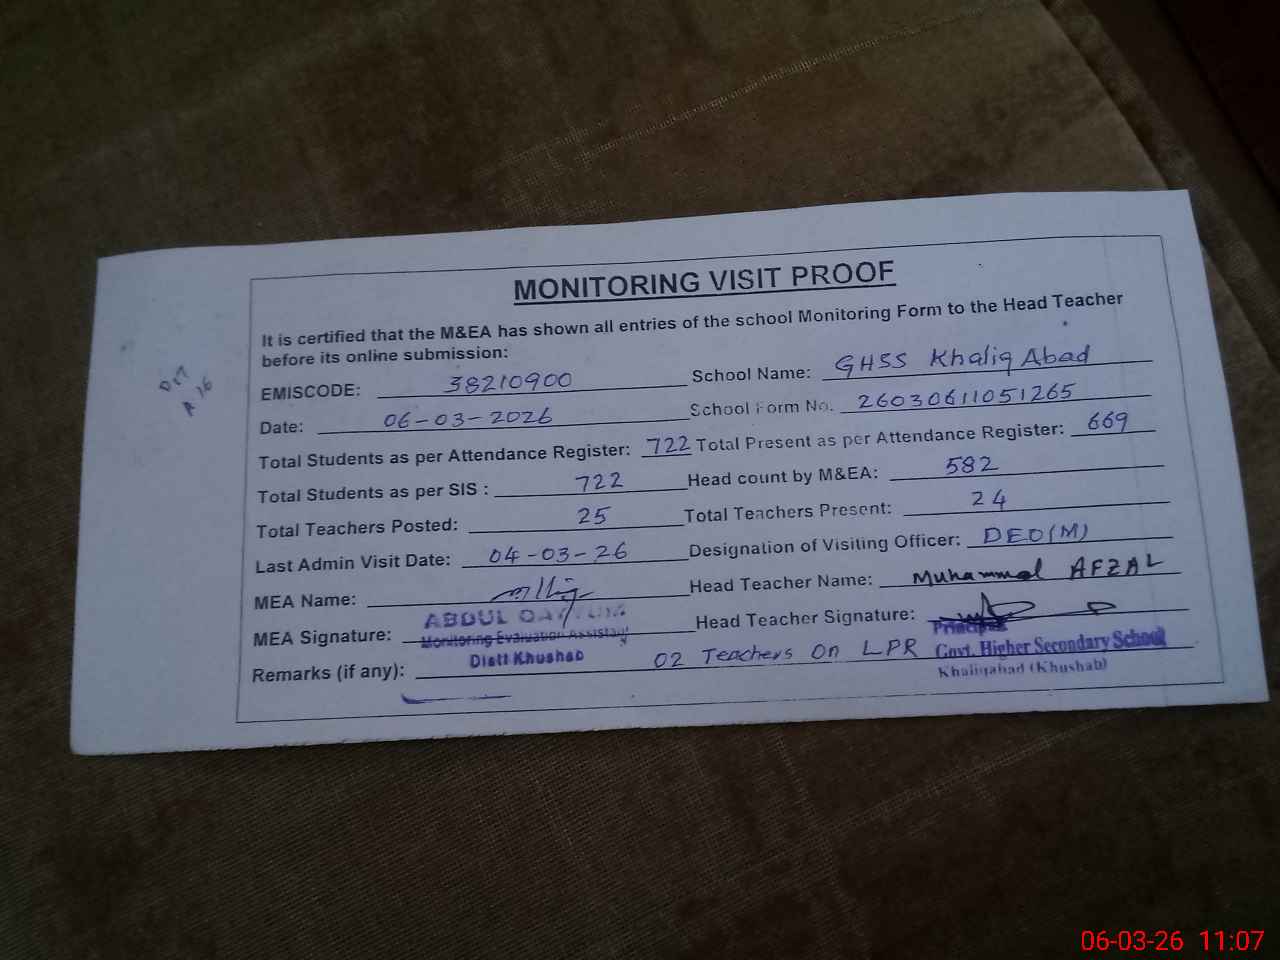 MONITORING VISIT PROOF
It is certified that the M&EA has shown all entries of the school Monitoring Form to the Head Teacher
before its online submission:
EMISCODE: 38210900 School Name: GHSS Khaliq Abad
Date: 06-03-2026 School Form No. 26030611051265
Total Students as per Attendance Register: 722 Total Present as per Attendance Register: 669
Total Students as per SIS : 722 Head count by M&EA: 582
Total Teachers Posted: 25 Total Teachers Present: 24
Last Admin Visit Date: 04-03-26 Designation of Visiting Officer: DEO(M)
MEA Name: Head Teacher Name: Muhammad AFZAL
ABDUL QAYYUM
MEA Signature: Head Teacher Signature:
Monitoring Evaluation Assistant
Principal
Distt Khushab
Remarks (if any): 02 Teachers On LPR
Govt. Higher Secondary School
Khaliqabad (Khushab)
06-03-26 11:07